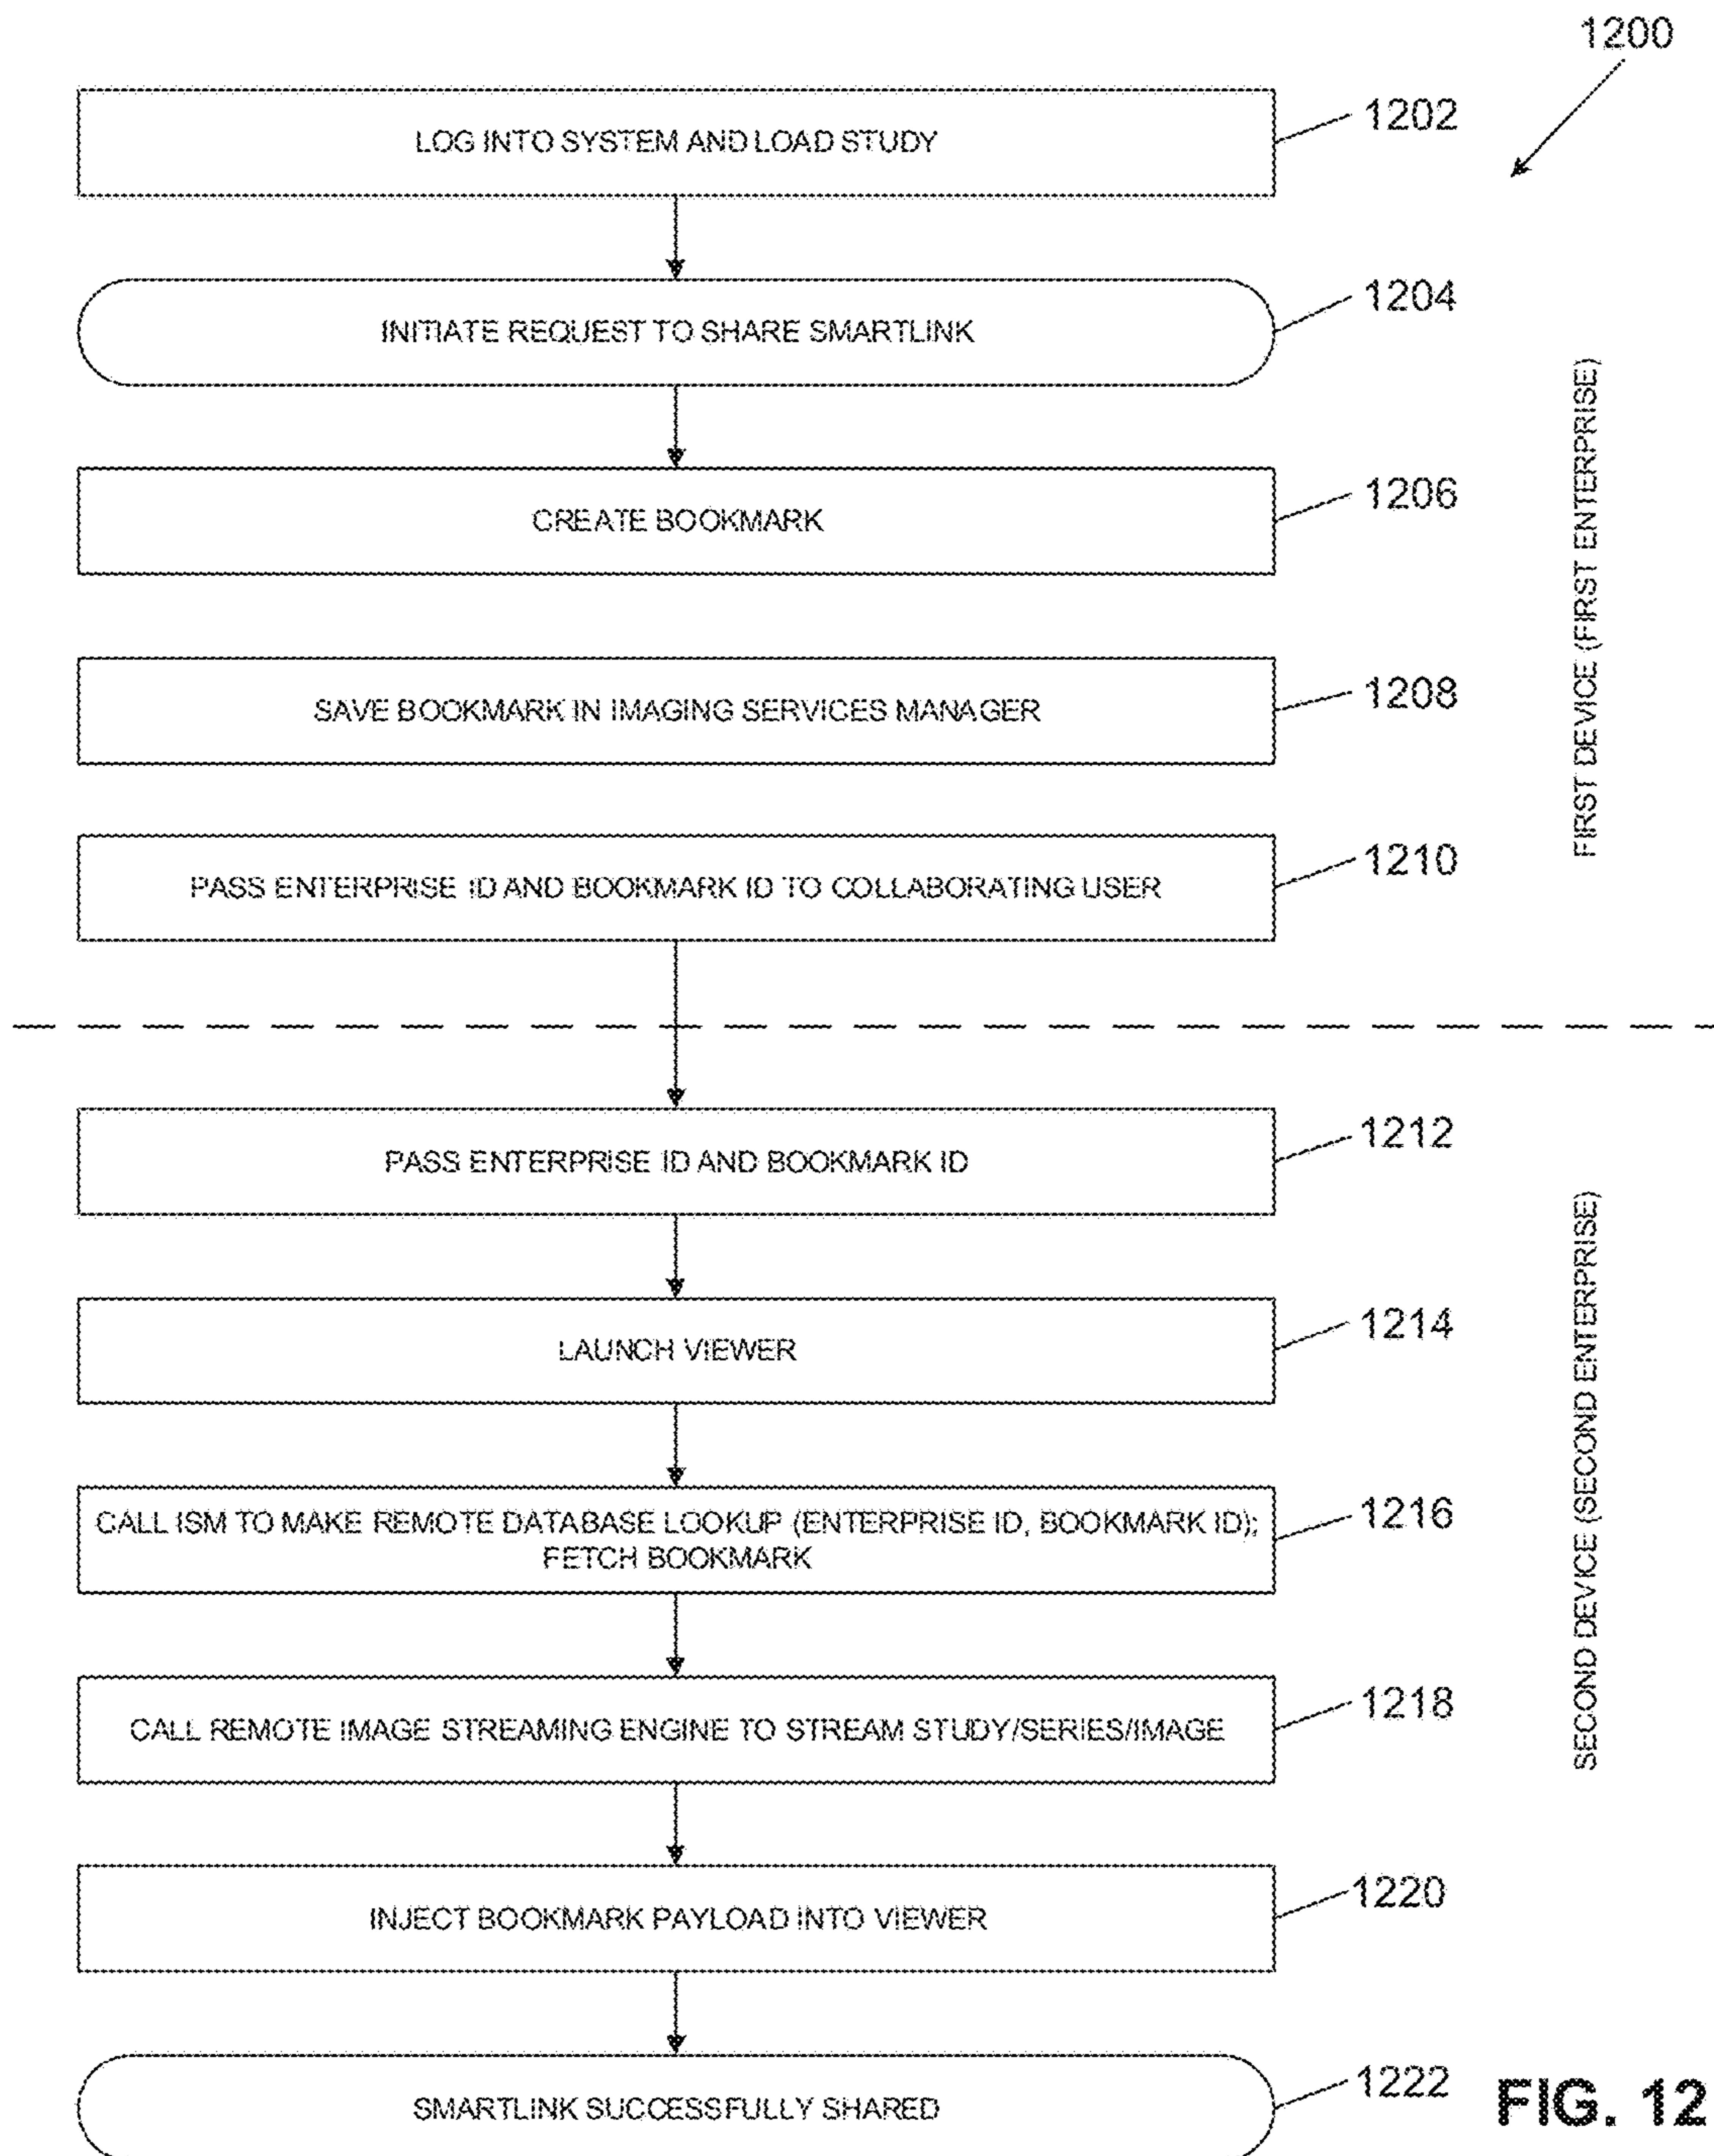 1200
LOG INTO SYSTEM AND LOAD STUDY
1202
INITIATE REQUEST TO SHARE SMARTLINK
1204
CREATE BOOKMARK
1206
SAVE BOOKMARK IN IMAGING SERVICES MANAGER
1208
PASS ENTERPRISE ID AND BOOKMARK ID TO COLLABORATING USER
1210
FIRST DEVICE (FIRST ENTERPRISE)
PASS ENTERPRISE ID AND BOOKMARK ID
1212
LAUNCH VIEWER
1214
CALL ISM TO MAKE REMOTE DATABASE LOOKUP (ENTERPRISE ID, BOOKMARK ID);
FETCH BOOKMARK
1216
CALL REMOTE IMAGE STREAMING ENGINE TO STREAM STUDY/SERIES/IMAGE
1218
INJECT BOOKMARK PAYLOAD INTO VIEWER
1220
SMARTLINK SUCCESSFULLY SHARED
1222
SECOND DEVICE (SECOND ENTERPRISE)
FIG. 12